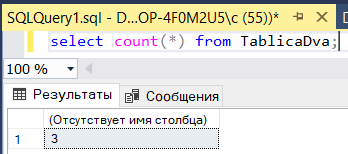 SQLQuery1.sql - D...OP-4F0M2U5\c (55))*
select count(*) from TablicaDva;
100 %
Результаты Сообщения
(Отсутствует имя столбца)
1 3